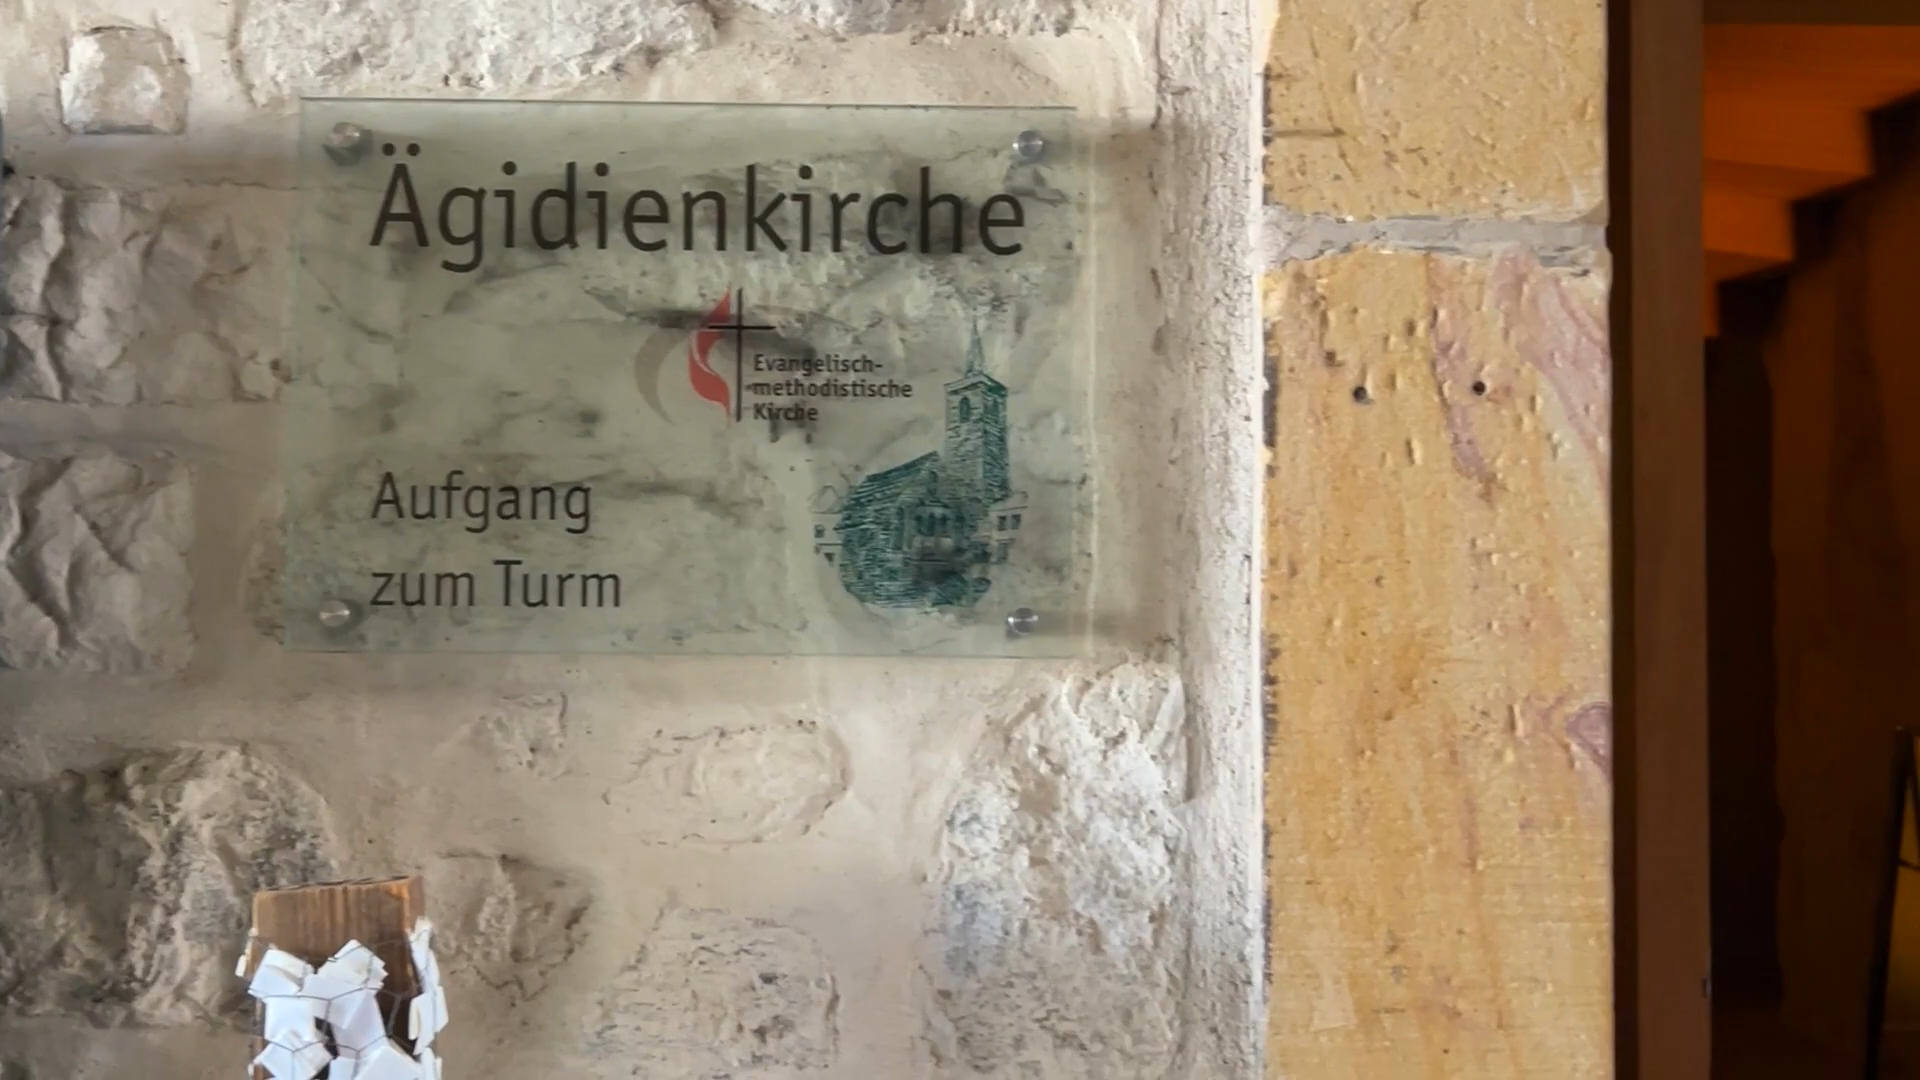 Ägidienkirche
Evangelisch-
methodistische
Kirche
Aufgang
zum Turm